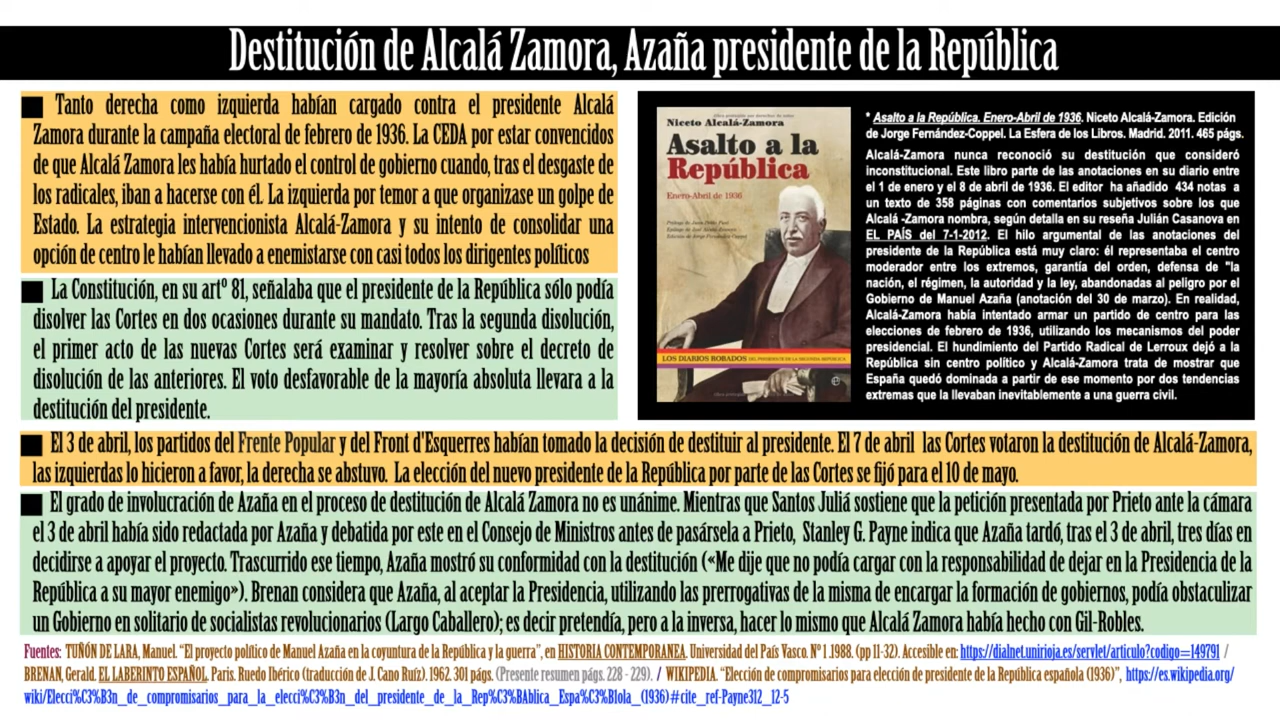 Destitución de Alcalá Zamora, Azaña presidente de la República
Tanto derecha como izquierda habían cargado contra el presidente Alcalá
Zamora durante la campaña electoral de febrero de 1936. La CEDA por estar convencidos
de que Alcalá Zamora les había hurtado el control de gobierno cuando, tras el desgaste de
los radicales, iban a hacerse con él. La izquierda por temor a que organizase un golpe de
Estado. La estrategia intervencionista Alcalá-Zamora y su intento de consolidar una
opción de centro le habían llevado a enemistarse con casi todos los dirigentes políticos
La Constitución, en su artº 81, señalaba que el presidente de la República sólo podía
disolver las Cortes en dos ocasiones durante su mandato. Tras la segunda disolución,
el primer acto de las nuevas Cortes será examinar y resolver sobre el decreto de
disolución de las anteriores. El voto desfavorable de la mayoría absoluta llevara a la
destitución del presidente.
Niceto Alcalá-Zamora
Asalto a la
República
Enero-Abril de 1936
LOS DIARIOS ROBADOS DEL PRESIDENTE DE LA SEGUNDA REPÚBLICA
* Asalto a la República. Enero-Abril de 1936. Niceto Alcalá-Zamora. Edición
de Jorge Fernández-Coppel. La Esfera de los Libros. Madrid. 2011. 465 págs.
Alcalá-Zamora nunca reconoció su destitución que consideró
inconstitucional. Este libro parte de las anotaciones en su diario entre
el 1 de enero y el 8 de abril de 1936. El editor ha añadido 434 notas a
un texto de 358 páginas con comentarios subjetivos sobre los que
Alcalá -Zamora nombra, según detalla en su reseña Julián Casanova en
EL PAÍS del 7-1-2012. El hilo argumental de las anotaciones del
presidente de la República está muy claro: él representaba el centro
moderador entre los extremos, garantía del orden, defensa de "la
nación, el régimen, la autoridad y la ley, abandonadas al peligro por el
Gobierno de Manuel Azaña (anotación del 30 de marzo). En realidad,
Alcalá-Zamora había intentado armar un partido de centro para las
elecciones de febrero de 1936, utilizando los mecanismos del poder
presidencial. El hundimiento del Partido Radical de Lerroux dejó a la
República sin centro político y Alcalá-Zamora trata de mostrar que
España quedó dominada a partir de ese momento por dos tendencias
extremas que la llevaban inevitablemente a una guerra civil.
El 3 de abril, los partidos del Frente Popular y del Front d'Esquerres habían tomado la decisión de destituir al presidente. El 7 de abril las Cortes votaron la destitución de Alcalá-Zamora,
las izquierdas lo hicieron a favor, la derecha se abstuvo. La elección del nuevo presidente de la República por parte de las Cortes se fijó para el 10 de mayo.
El grado de involucración de Azaña en el proceso de destitución de Alcalá Zamora no es unánime. Mientras que Santos Juliá sostiene que la petición presentada por Prieto ante la cámara
el 3 de abril había sido redactada por Azaña y debatida por este en el Consejo de Ministros antes de pasársela a Prieto, Stanley G. Payne indica que Azaña tardó, tras el 3 de abril, tres días en
decidirse a apoyar el proyecto. Trascurrido ese tiempo, Azaña mostró su conformidad con la destitución («Me dije que no podía cargar con la responsabilidad de dejar en la Presidencia de la
República a su mayor enemigo»). Brenan considera que Azaña, al aceptar la Presidencia, utilizando las prerrogativas de la misma de encargar la formación de gobiernos, podía obstaculizar
un Gobierno en solitario de socialistas revolucionarios (Largo Caballero); es decir pretendía, pero a la inversa, hacer lo mismo que Alcalá Zamora había hecho con Gil-Robles.
Fuentes: TUÑÓN DE LARA, Manuel. “El proyecto político de Manuel Azaña en la coyuntura de la República y la guerra”, en HISTORIA CONTEMPORANEA. Universidad del País Vasco. Nº 1 .1988. (pp 11-32). Accesible en: https://dialnet.unirioja.es/servlet/articulo?codigo=149791 /
BRENAN, Gerald. EL LABERINTO ESPAÑOL. Paris. Ruedo Ibérico (traducción de J. Cano Ruíz). 1962. 301 págs. (Presente resumen págs. 228 - 229). / WIKIPEDIA. “Elección de compromisarios para elección de presidente de la República española (1936)”, https://es.wikipedia.org/
wiki/Elecci%C3%B3n_de_compromisarios_para_la_elecci%C3%B3n_del_presidente_de_la_Rep%C3%BAblica_Espa%C3%B1ola_(1936)#cite_ref-Payne312_12-5